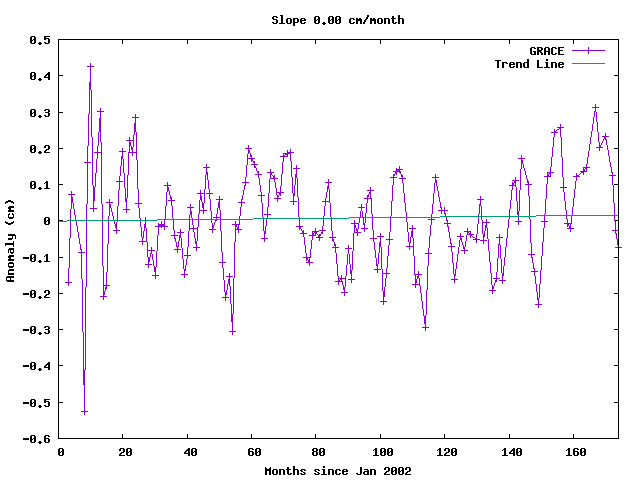 Slope 0.00 cm/month
GRACE
Trend Line
0.5
0.4
0.3
0.2
0.1
0
-0.1
-0.2
-0.3
-0.4
-0.5
-0.6
Anomaly (cm)
0 20 40 60 80 100 120 140 160
Months since Jan 2002